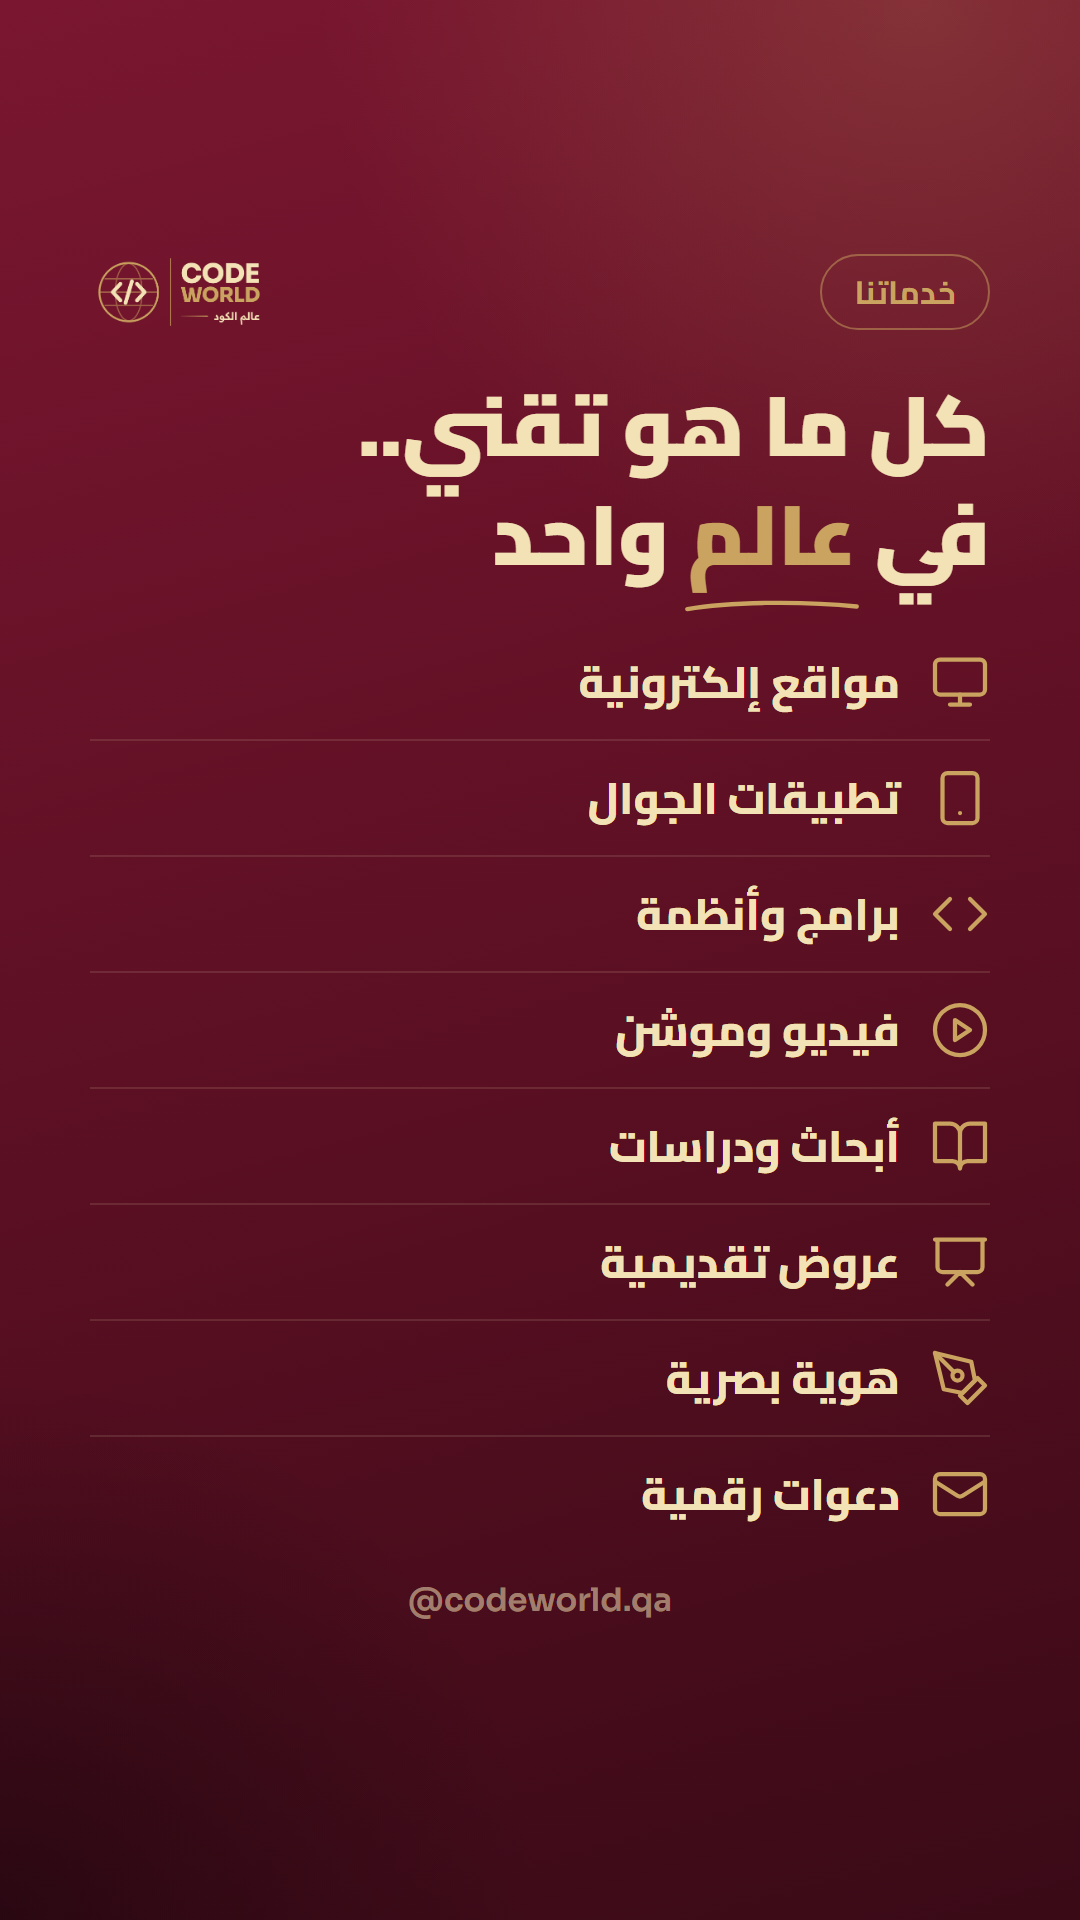 خدماتنا
CODE
WORLD
عالم الكود
كل ما هو تقني..
في عالم واحد
مواقع إلكترونية
تطبيقات الجوال
برامج وأنظمة
فيديو وموشن
أبحاث ودراسات
عروض تقديمية
هوية بصرية
دعوات رقمية
@codeworld.qa